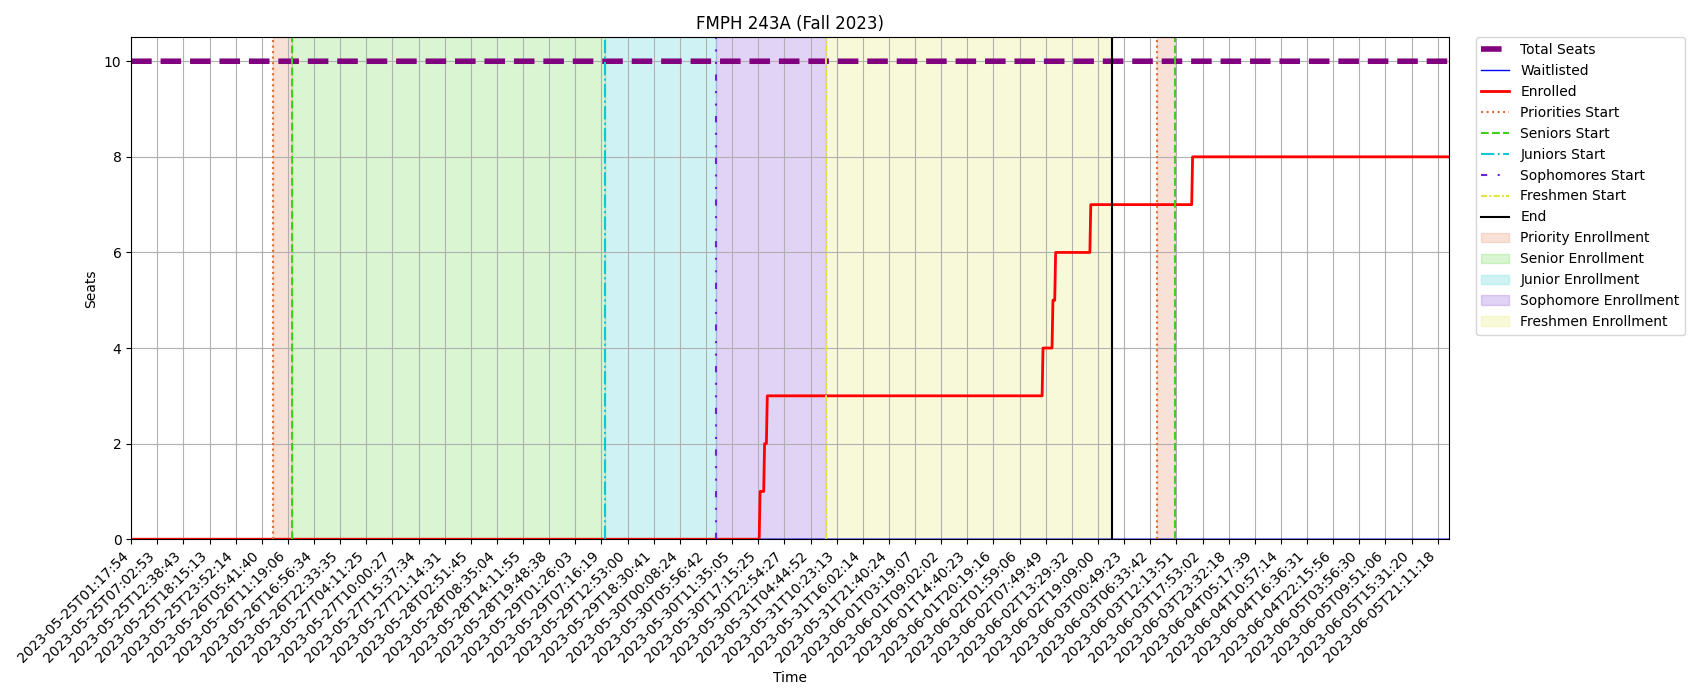 FMPH 243A (Fall 2023)
10
8
6
4
2
0
Seats
2023-05-25T01:17:54
2023-05-25T07:02:53
2023-05-25T12:38:43
2023-05-25T18:15:13
2023-05-25T23:52:14
2023-05-26T05:41:40
2023-05-26T11:19:06
2023-05-26T16:56:34
2023-05-26T22:33:35
2023-05-27T04:11:25
2023-05-27T10:00:27
2023-05-27T15:37:34
2023-05-27T21:14:31
2023-05-28T02:51:45
2023-05-28T08:35:04
2023-05-28T14:11:55
2023-05-28T19:48:38
2023-05-29T01:26:03
2023-05-29T07:16:19
2023-05-29T12:53:00
2023-05-29T18:30:41
2023-05-30T00:08:24
2023-05-30T05:56:42
2023-05-30T11:35:05
2023-05-30T17:15:25
2023-05-30T22:54:27
2023-05-31T04:44:52
2023-05-31T10:23:13
2023-05-31T16:02:14
2023-05-31T21:40:24
2023-06-01T03:19:07
2023-06-01T09:02:02
2023-06-01T14:40:23
2023-06-01T20:19:16
2023-06-02T01:59:06
2023-06-02T07:49:49
2023-06-02T13:29:32
2023-06-02T19:09:00
2023-06-03T00:49:23
2023-06-03T06:33:42
2023-06-03T12:13:51
2023-06-03T17:53:02
2023-06-03T23:32:18
2023-06-04T05:17:39
2023-06-04T10:57:14
2023-06-04T16:36:31
2023-06-04T22:15:56
2023-06-05T03:56:30
2023-06-05T09:51:06
2023-06-05T15:31:20
2023-06-05T21:11:18
Time
Total Seats
Waitlisted
Enrolled
Priorities Start
Seniors Start
Juniors Start
Sophomores Start
Freshmen Start
End
Priority Enrollment
Senior Enrollment
Junior Enrollment
Sophomore Enrollment
Freshmen Enrollment